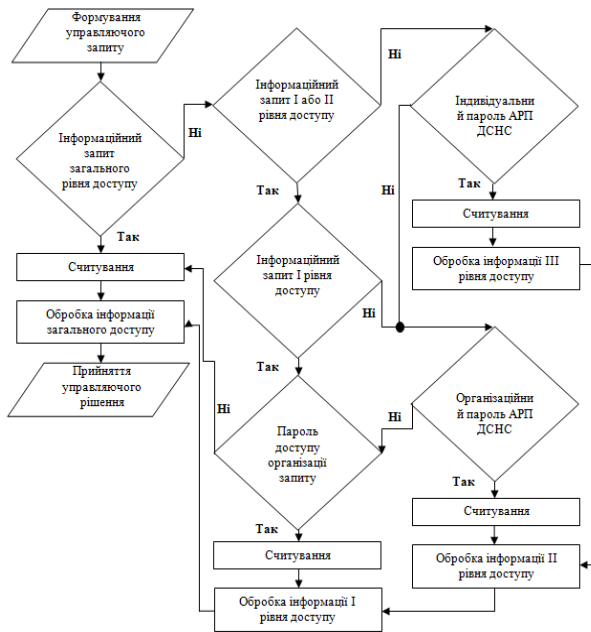 Формування
управляючого
запиту
Інформаційний
запит
загального
рівня доступу
Ні
Так
Інформаційний
запит І або ІІ
рівня доступу
Ні
Так
Індивідуальни
й пароль АРП
ДСНС
Ні
Так
Считування
Обробка інформації ІІІ
рівня доступу
Считування
Обробка інформації
загального доступу
Прийняття
управляючого
рішення
Інформаційний
запит І рівня
доступу
Ні
Так
Організаційни
й пароль АРП
ДСНС
Ні
Так
Считування
Обробка інформації ІІ
рівня доступу
Пароль
доступу
організації
запиту
Ні
Так
Считування
Обробка інформації І
рівня доступу